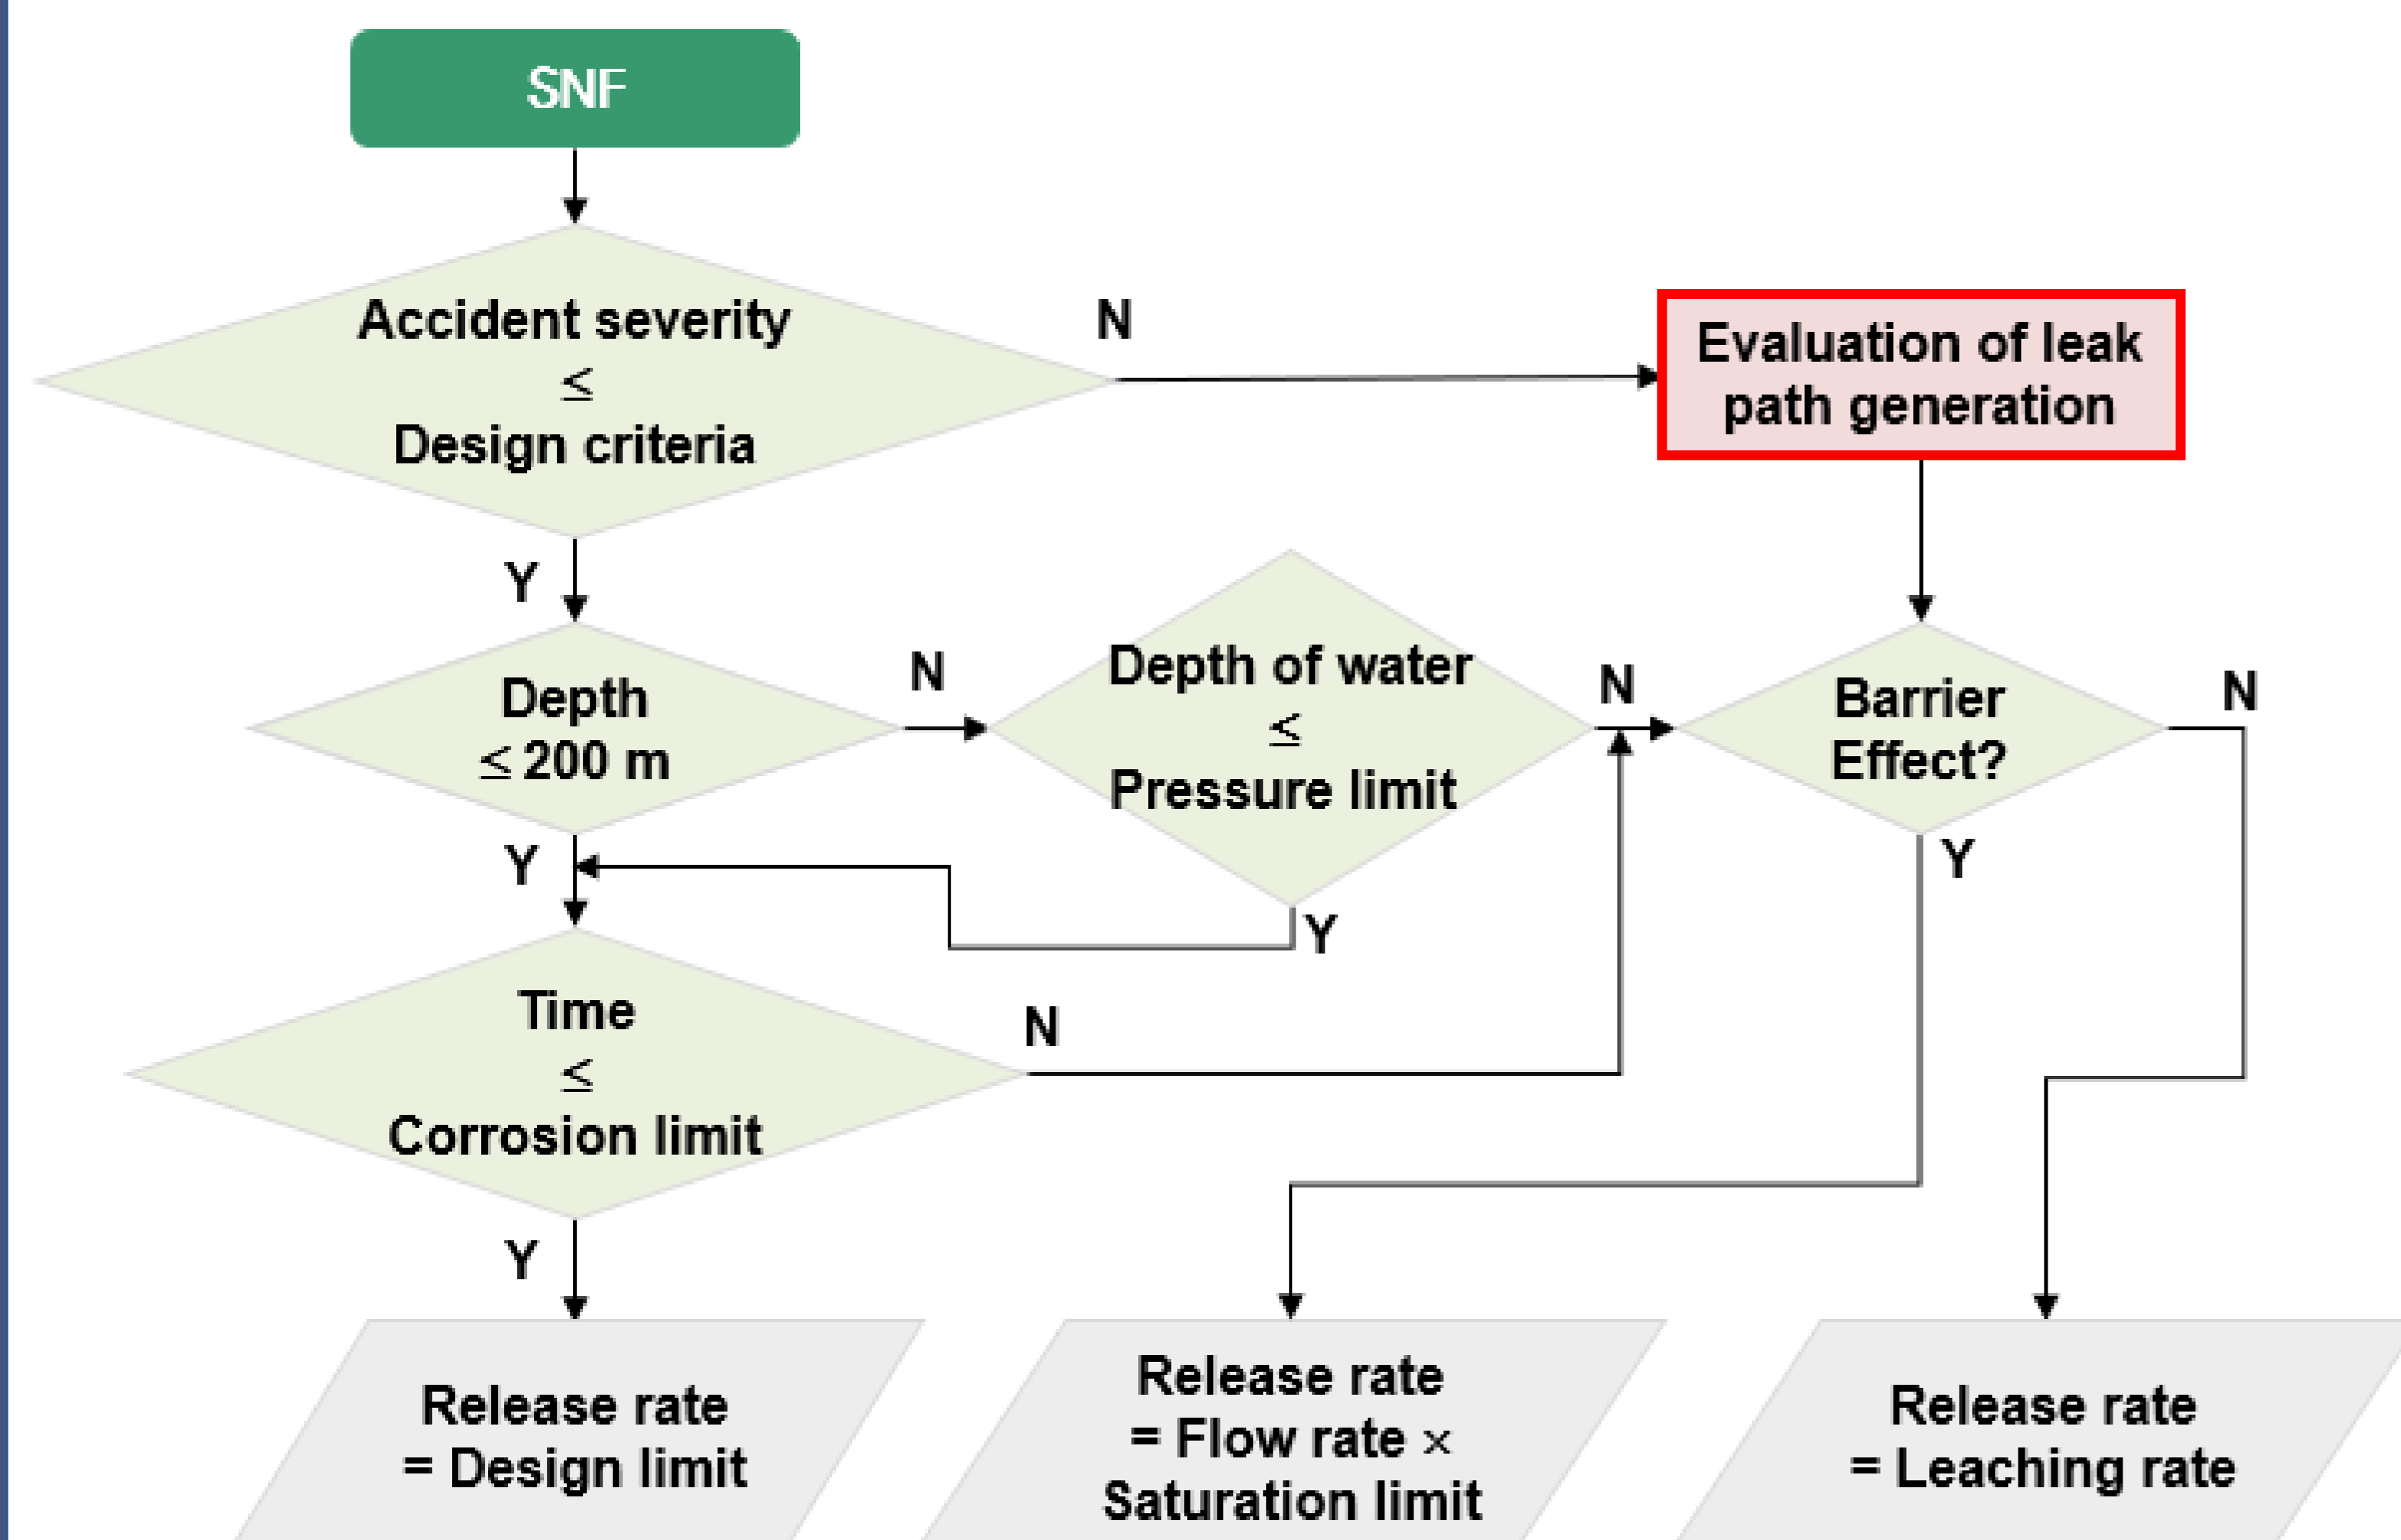 SNF
Accident severity
≤
Design criteria
N
Evaluation of leak
path generation
Y
Depth
≤ 200 m
N
Depth of water
≤
Pressure limit
N
Barrier
Effect?
N
Y
Y
Y
Time
≤
Corrosion limit
N
Y
Release rate
= Design limit
Release rate
= Flow rate ×
Saturation limit
Release rate
= Leaching rate